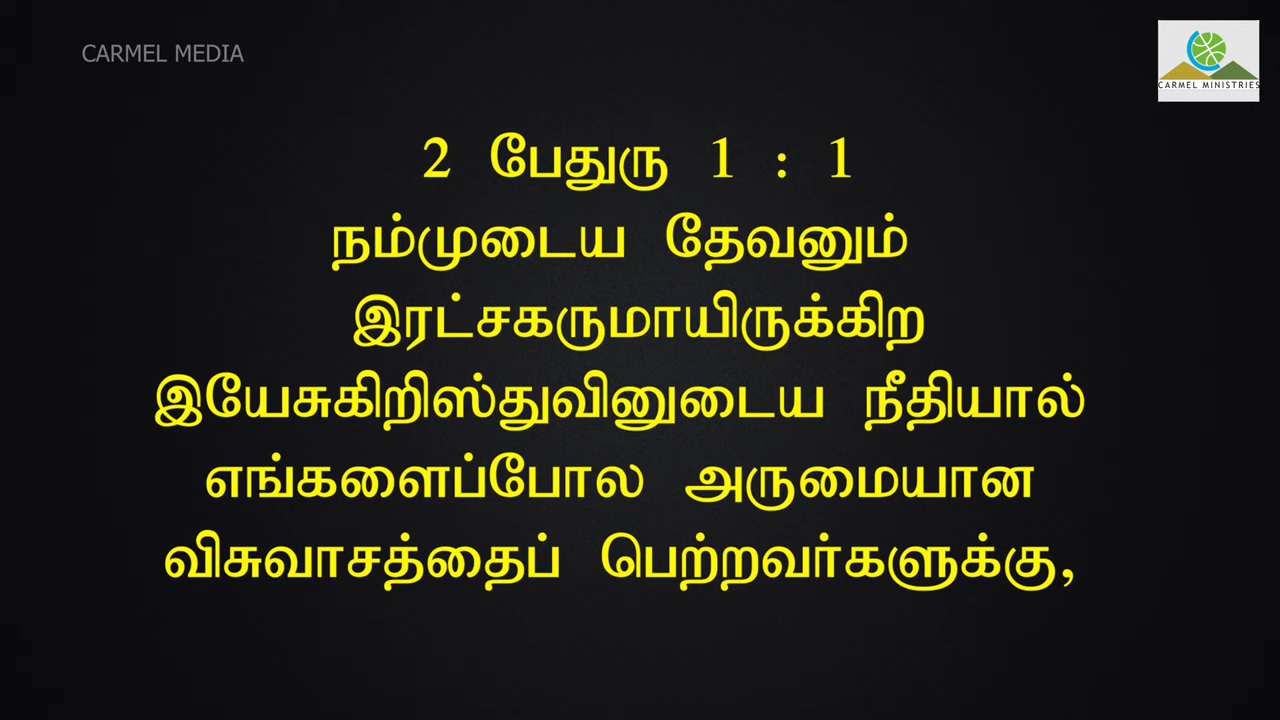 CARMEL MEDIA
CARMEL MINISTRIES
2 பேதுரு 1 : 1
நம்முடைய தேவனும்
இரட்சகருமாயிருக்கிற
இயேசுகிறிஸ்துவினுடைய நீதியால்
எங்களைப்போல அருமையான
விசுவாசத்தைப் பெற்றவர்களுக்கு,